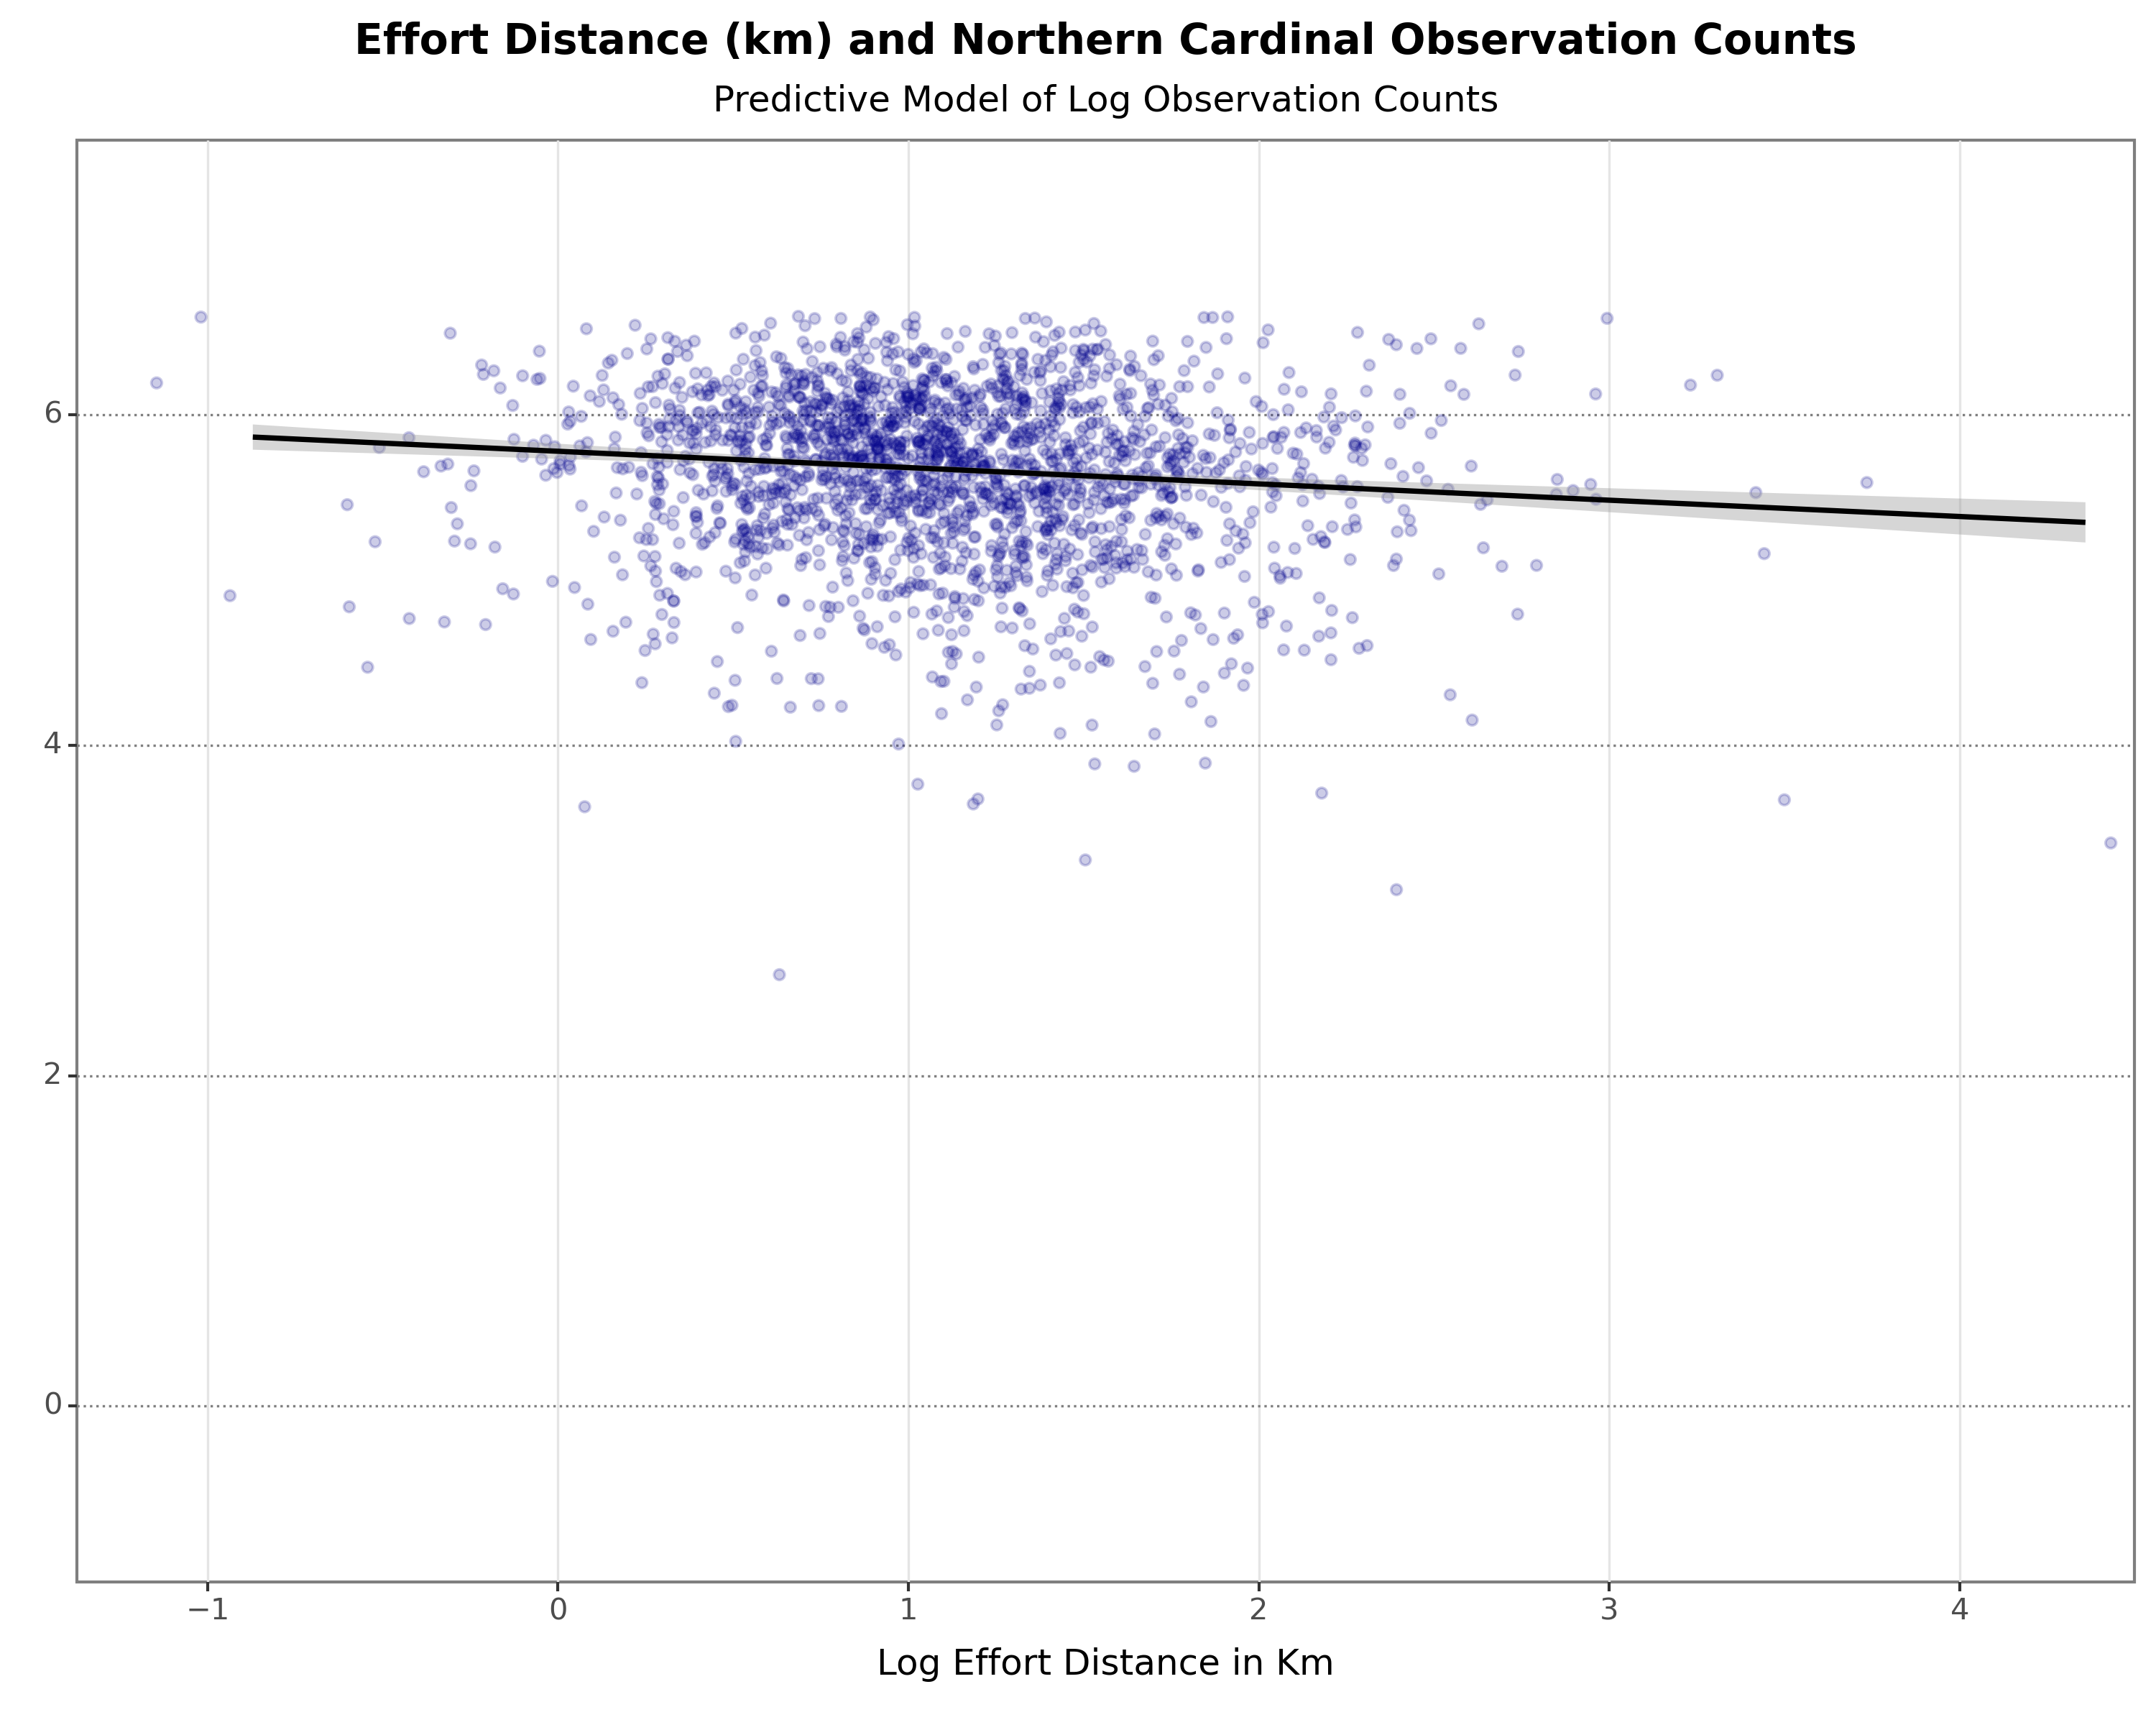 Effort Distance (km) and Northern Cardinal Observation Counts
Predictive Model of Log Observation Counts
6
4
2
0
−1 0 1 2 3 4
Log Effort Distance in Km